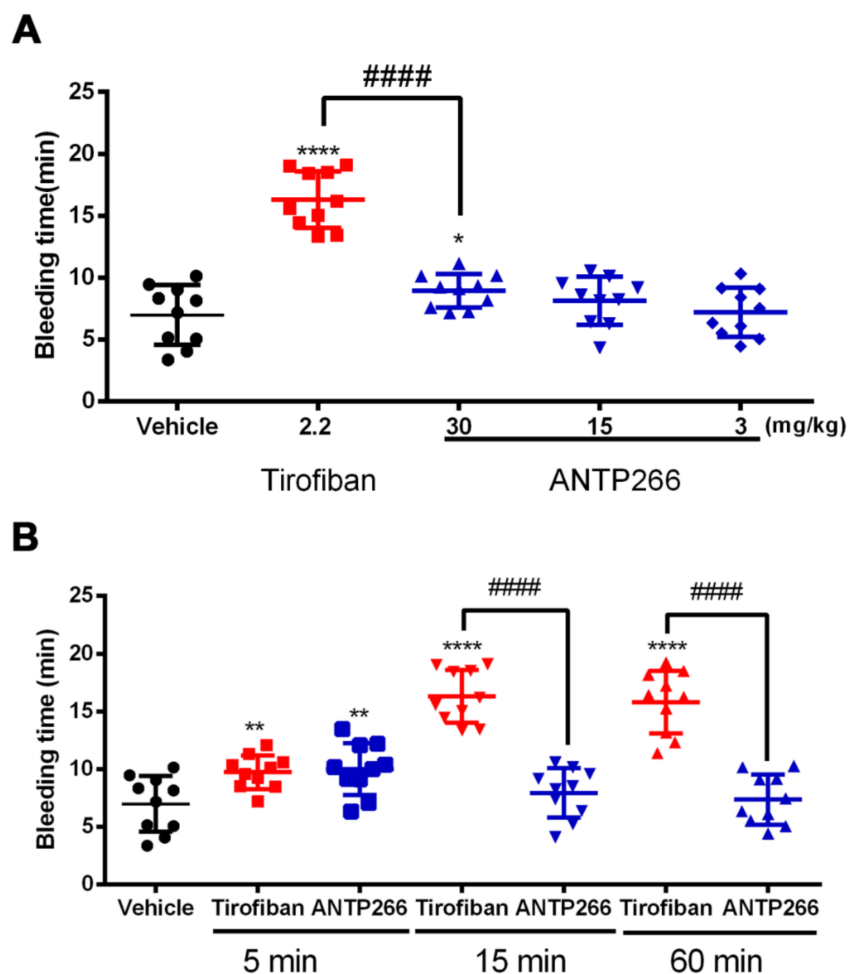 A
####
25
20
15
10
5
0
Bleeding time(min)
****
*
Vehicle 2.2 30 15 3 (mg/kg)
Tirofiban ANTP266
B
25
20
15
10
5
0
Bleeding time (min)
#### ####
**** ****
** **
Vehicle Tirofiban ANTP266 Tirofiban ANTP266 Tirofiban ANTP266
5 min 15 min 60 min